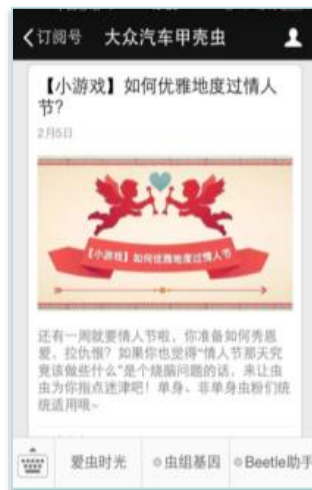 订阅号 大众汽车甲壳虫
【小游戏】如何优雅地度过情人
节?
2月5日
【小游戏】如何优雅地度过情人节
还有一周就要情人节啦，你准备如何秀恩
爱、拉仇恨？如果你也觉得“情人节那天究
竟该做些什么”是个烧脑问题的话，来让虫
虫为你指点迷津吧！单身、非单身虫粉们统
统适用哦~
爱虫时光 虫组基因 Beetle助手